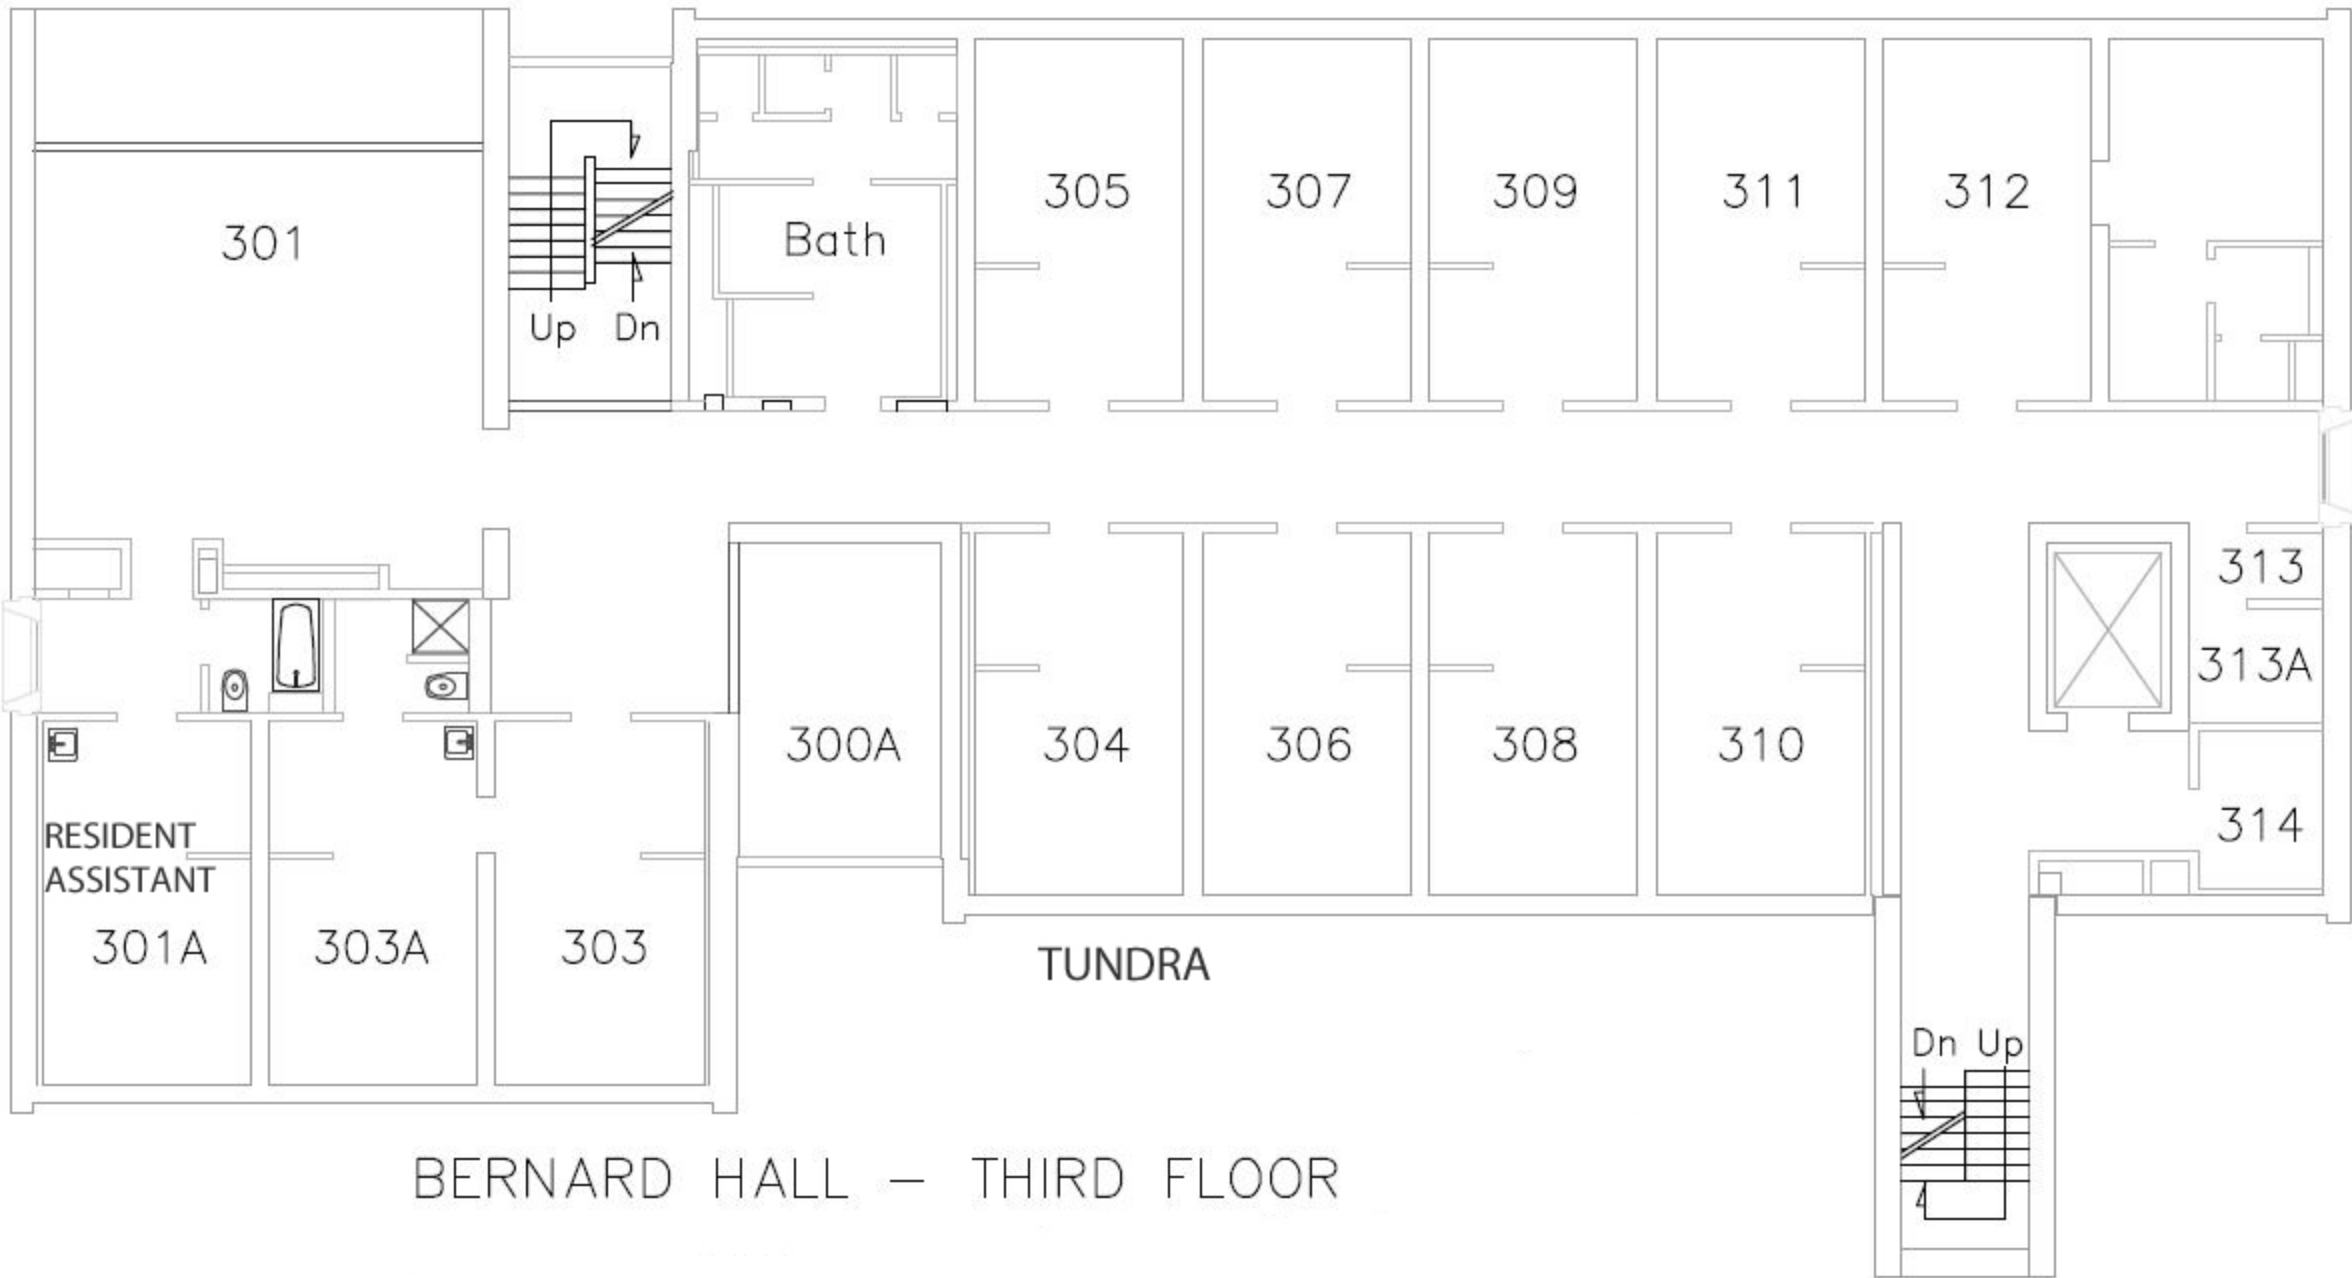 305 307 309 311 312
301 Bath
Up Dn
313
313A
300A 304 306 308 310
RESIDENT
ASSISTANT
314
301A 303A 303
TUNDRA
Dn Up
BERNARD HALL - THIRD FLOOR